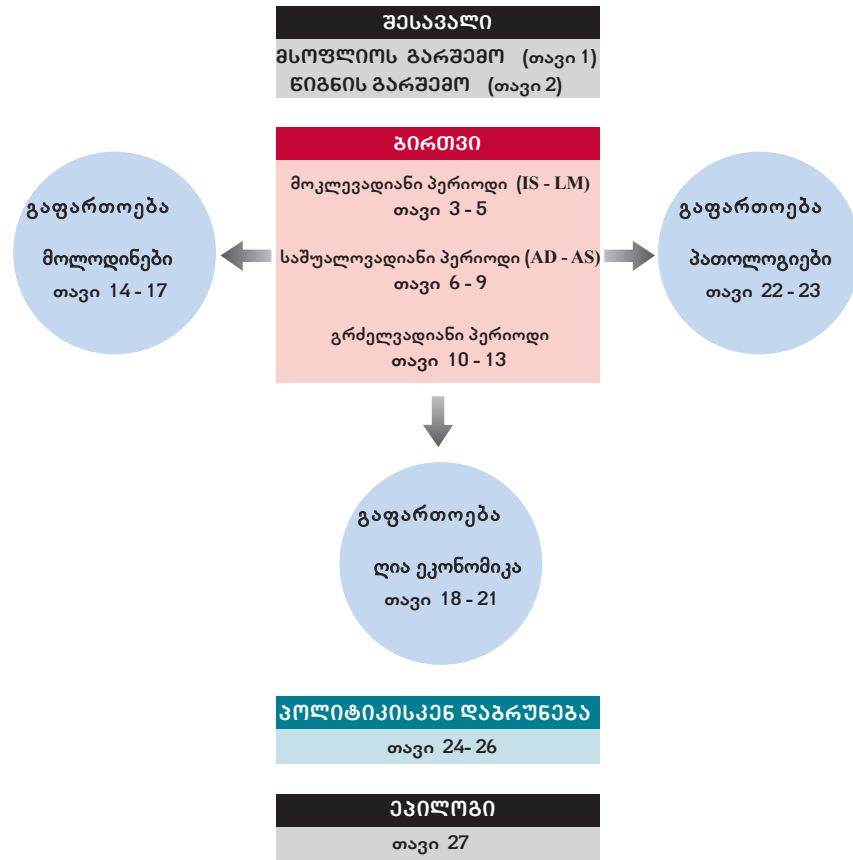 შესავალი
მსოფლიოს გარშემო (თავი 1)
წიგნის გარშემო (თავი 2)
ბირთვი
მოკლევადიანი პერიოდი (IS - LM)
თავი 3 - 5
საშუალოვადიანი პერიოდი (AD - AS)
თავი 6 - 9
გრძელვადიანი პერიოდი
თავი 10 - 13
გაფართოება
მოლოდინები
თავი 14 - 17
გაფართოება
პათოლოგიები
თავი 22 - 23
გაფართოება
ღია ეკონომიკა
თავი 18 - 21
პოლიტიკისკენ დაბრუნება
თავი 24- 26
ეპილოგი
თავი 27